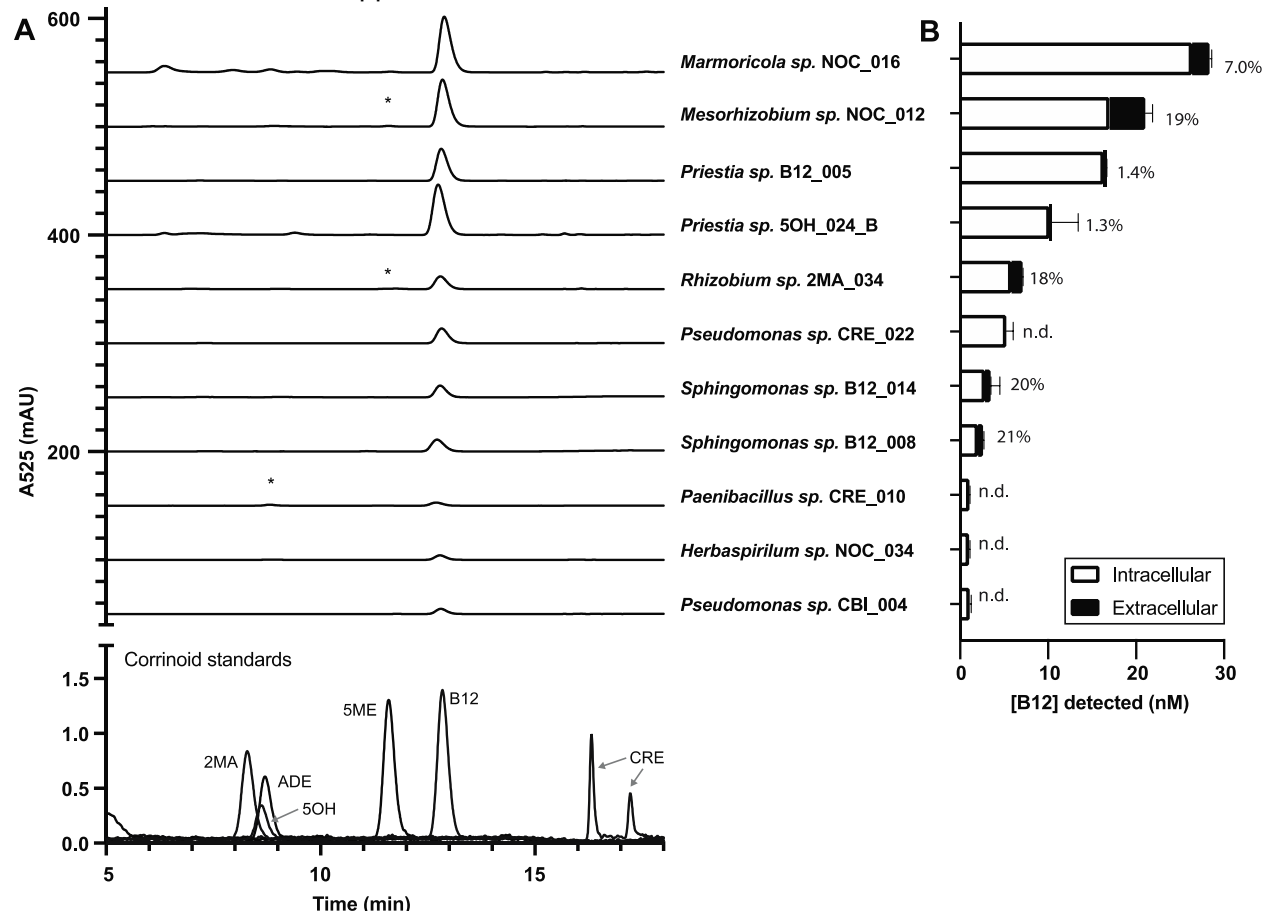 A
B
600
400
200
A525 (mAU)
*
*
*
Marmoricola sp. NOC_016
Mesorhizobium sp. NOC_012
Priestia sp. B12_005
Priestia sp. 5OH_024_B
Rhizobium sp. 2MA_034
Pseudomonas sp. CRE_022
Sphingomonas sp. B12_014
Sphingomonas sp. B12_008
Paenibacillus sp. CRE_010
Herbaspirilum sp. NOC_034
Pseudomonas sp. CBI_004
7.0%
19%
1.4%
1.3%
18%
n.d.
20%
21%
n.d.
n.d.
n.d.
Intracellular
Extracellular
0 10 20 30
[B12] detected (nM)
Corrinoid standards
1.5
1.0
0.5
0.0
2MA
ADE
5OH
5ME
B12
CRE
5 10 15
Time (min)